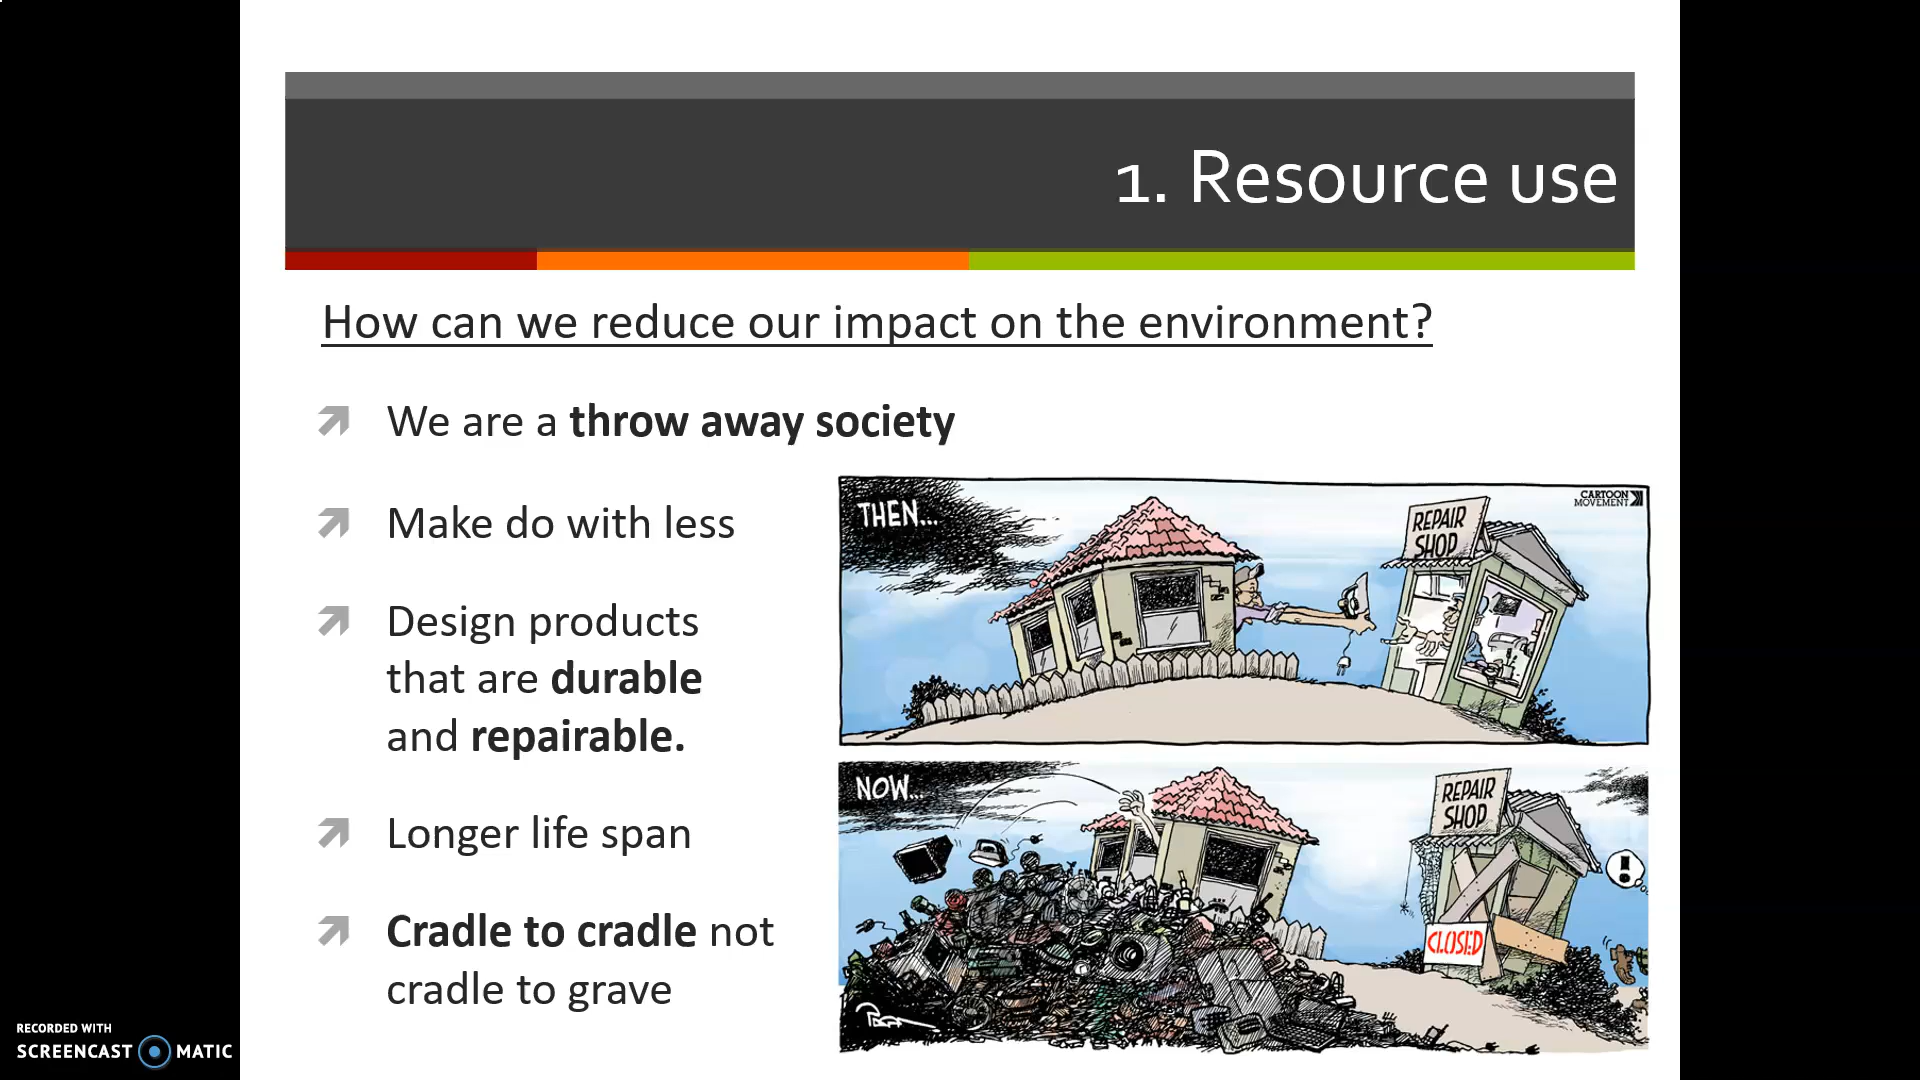 1. Resource use
How can we reduce our impact on the environment?
We are a throw away society
Make do with less
Design products
that are durable
and repairable.
Longer life span
Cradle to cradle not
cradle to grave
THEN...
CARTOON
MOVEMENT
REPAIR
SHOP
NOW...
REPAIR
SHOP
!
CLOSED
RECORDED WITH
SCREENCAST MATIC